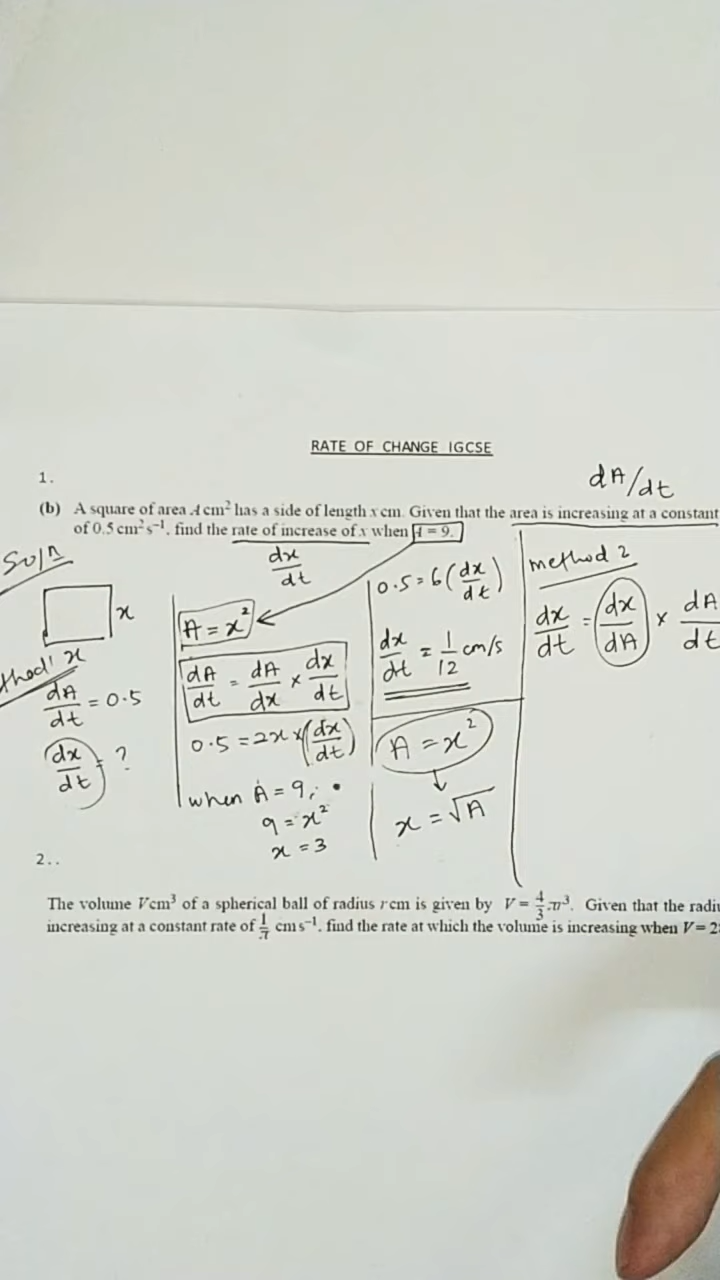 RATE OF CHANGE IGCSE
1.
dA/dt
(b) A square of area A cm² has a side of length x cm. Given that the area is increasing at a constant
of 0.5 cm² s⁻¹, find the rate of increase of x when A = 9.
Soln
x
x
dA/dt = 0.5
dx/dt = ?
dx/dt
A = x²
dA/dt = dA/dx × dx/dt
0.5 = 2x × (dx/dt)
when A = 9,
9 = x²
x = 3
0.5 = 6 (dx/dt)
dx/dt = 1/12 cm/s
A = x²
x = √A
method 2
dx/dt = (dx/dA) × dA/dt
2..
The volume V cm³ of a spherical ball of radius r cm is given by V = 4/3 πr³. Given that the
increasing at a constant rate of 1/π cm s⁻¹, find the rate at which the volume is increasing when V =